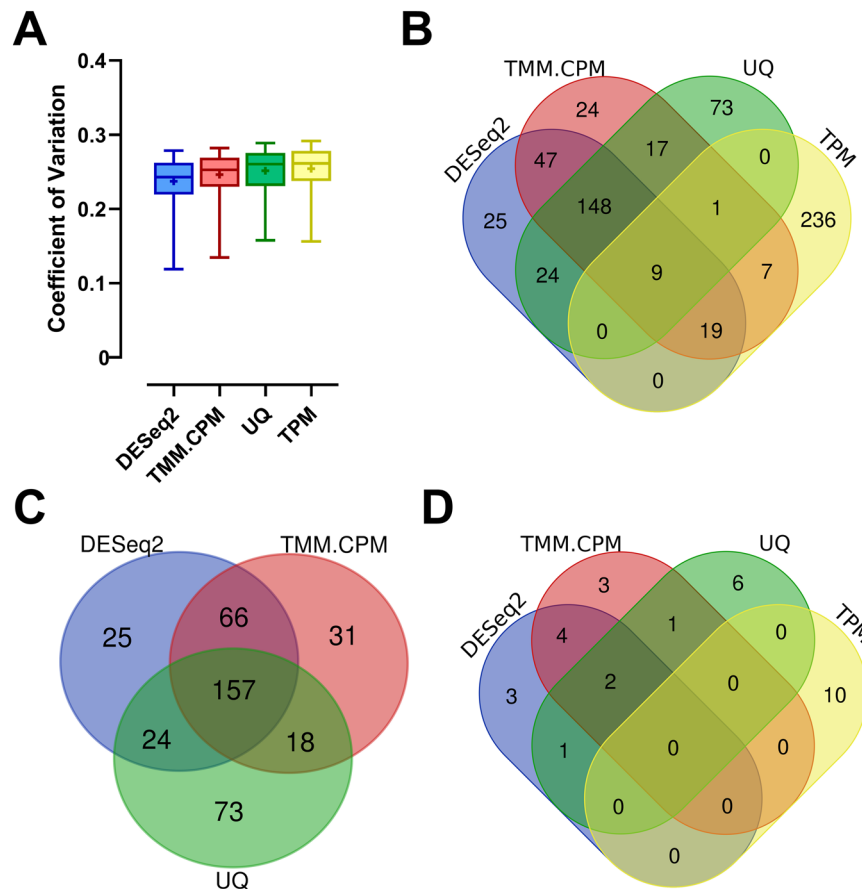 A
Coefficient of Variation
0.4
0.3
0.2
0.1
0
DESeq2
TMM.CPM
UQ
TPM
B
TMM.CPM
UQ
DESeq2
TPM
24
73
47
17
0
25
148
1
236
24
9
7
0
19
0
C
DESeq2
TMM.CPM
25
66
31
157
24
18
73
UQ
D
TMM.CPM
UQ
DESeq2
TPM
3
6
4
1
0
3
2
0
10
1
0
0
0
0
0